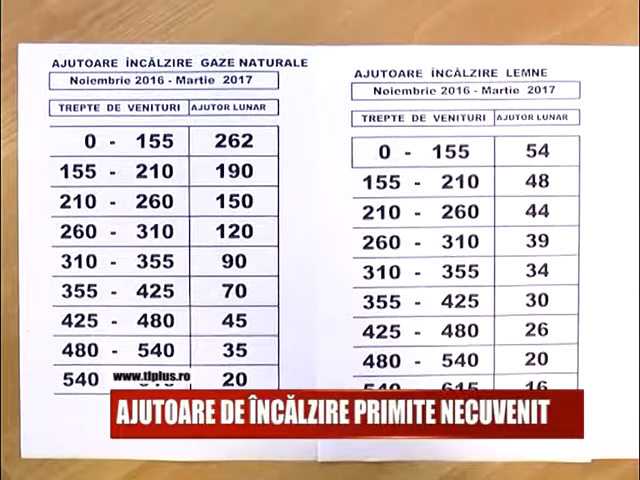 AJUTOARE ÎNCĂLZIRE GAZE NATURALE
Noiembrie 2016 - Martie 2017
TREPTE DE VENITURI AJUTOR LUNAR
0 - 155 262
155 - 210 190
210 - 260 150
260 - 310 120
310 - 355 90
355 - 425 70
425 - 480 45
480 - 540 35
540 20
AJUTOARE ÎNCĂLZIRE LEMNE
Noiembrie 2016 - Martie 2017
TREPTE DE VENITURI AJUTOR LUNAR
0 - 155 54
155 - 210 48
210 - 260 44
260 - 310 39
310 - 355 34
355 - 425 30
425 - 480 26
480 - 540 20
540 - 615 16
www.tlplus.ro
AJUTOARE DE ÎNCĂLZIRE PRIMITE NECUVENIT